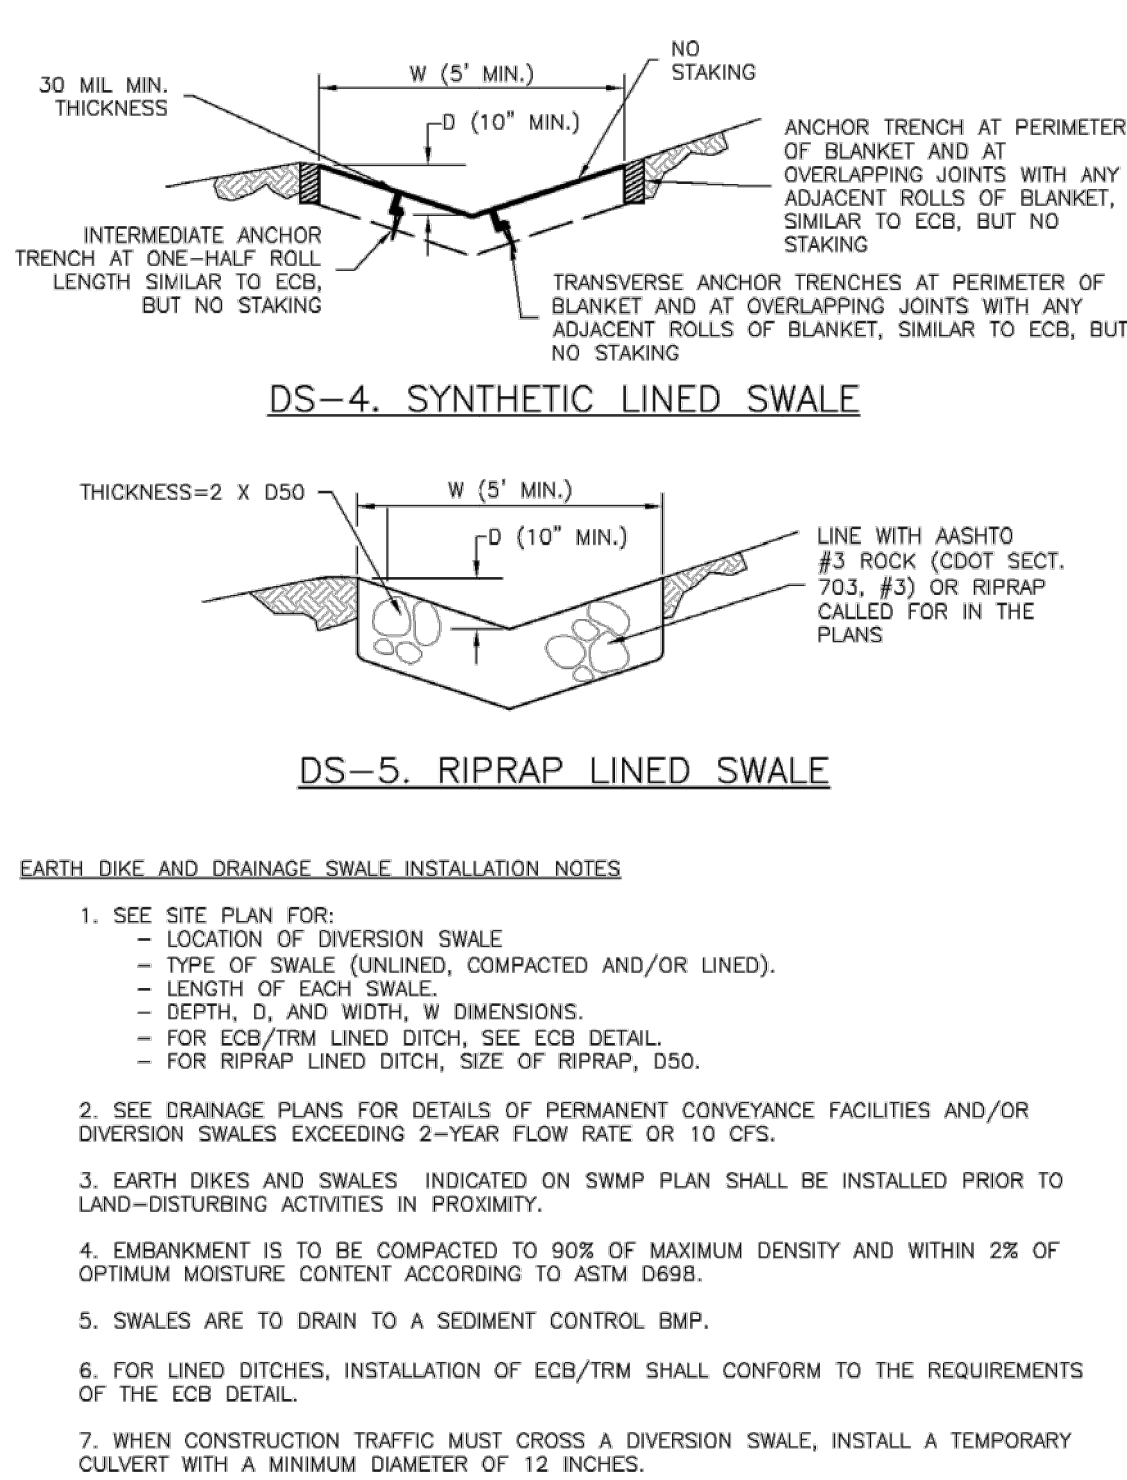 30 MIL MIN.
THICKNESS
W (5' MIN.)
D (10" MIN.)
NO
STAKING
ANCHOR TRENCH AT PERIMETER
OF BLANKET AND AT
OVERLAPPING JOINTS WITH ANY
ADJACENT ROLLS OF BLANKET,
SIMILAR TO ECB, BUT NO
STAKING
INTERMEDIATE ANCHOR
TRENCH AT ONE-HALF ROLL
LENGTH SIMILAR TO ECB,
BUT NO STAKING
TRANSVERSE ANCHOR TRENCHES AT PERIMETER OF
BLANKET AND AT OVERLAPPING JOINTS WITH ANY
ADJACENT ROLLS OF BLANKET, SIMILAR TO ECB, BUT
NO STAKING
DS-4. SYNTHETIC LINED SWALE
THICKNESS=2 X D50
W (5' MIN.)
D (10" MIN.)
LINE WITH AASHTO
#3 ROCK (CDOT SECT.
703, #3) OR RIPRAP
CALLED FOR IN THE
PLANS
DS-5. RIPRAP LINED SWALE
EARTH DIKE AND DRAINAGE SWALE INSTALLATION NOTES
1. SEE SITE PLAN FOR:
- LOCATION OF DIVERSION SWALE
- TYPE OF SWALE (UNLINED, COMPACTED AND/OR LINED).
- LENGTH OF EACH SWALE.
- DEPTH, D, AND WIDTH, W DIMENSIONS.
- FOR ECB/TRM LINED DITCH, SEE ECB DETAIL.
- FOR RIPRAP LINED DITCH, SIZE OF RIPRAP, D50.
2. SEE DRAINAGE PLANS FOR DETAILS OF PERMANENT CONVEYANCE FACILITIES AND/OR
DIVERSION SWALES EXCEEDING 2-YEAR FLOW RATE OR 10 CFS.
3. EARTH DIKES AND SWALES INDICATED ON SWMP PLAN SHALL BE INSTALLED PRIOR TO
LAND-DISTURBING ACTIVITIES IN PROXIMITY.
4. EMBANKMENT IS TO BE COMPACTED TO 90% OF MAXIMUM DENSITY AND WITHIN 2% OF
OPTIMUM MOISTURE CONTENT ACCORDING TO ASTM D698.
5. SWALES ARE TO DRAIN TO A SEDIMENT CONTROL BMP.
6. FOR LINED DITCHES, INSTALLATION OF ECB/TRM SHALL CONFORM TO THE REQUIREMENTS
OF THE ECB DETAIL.
7. WHEN CONSTRUCTION TRAFFIC MUST CROSS A DIVERSION SWALE, INSTALL A TEMPORARY
CULVERT WITH A MINIMUM DIAMETER OF 12 INCHES.